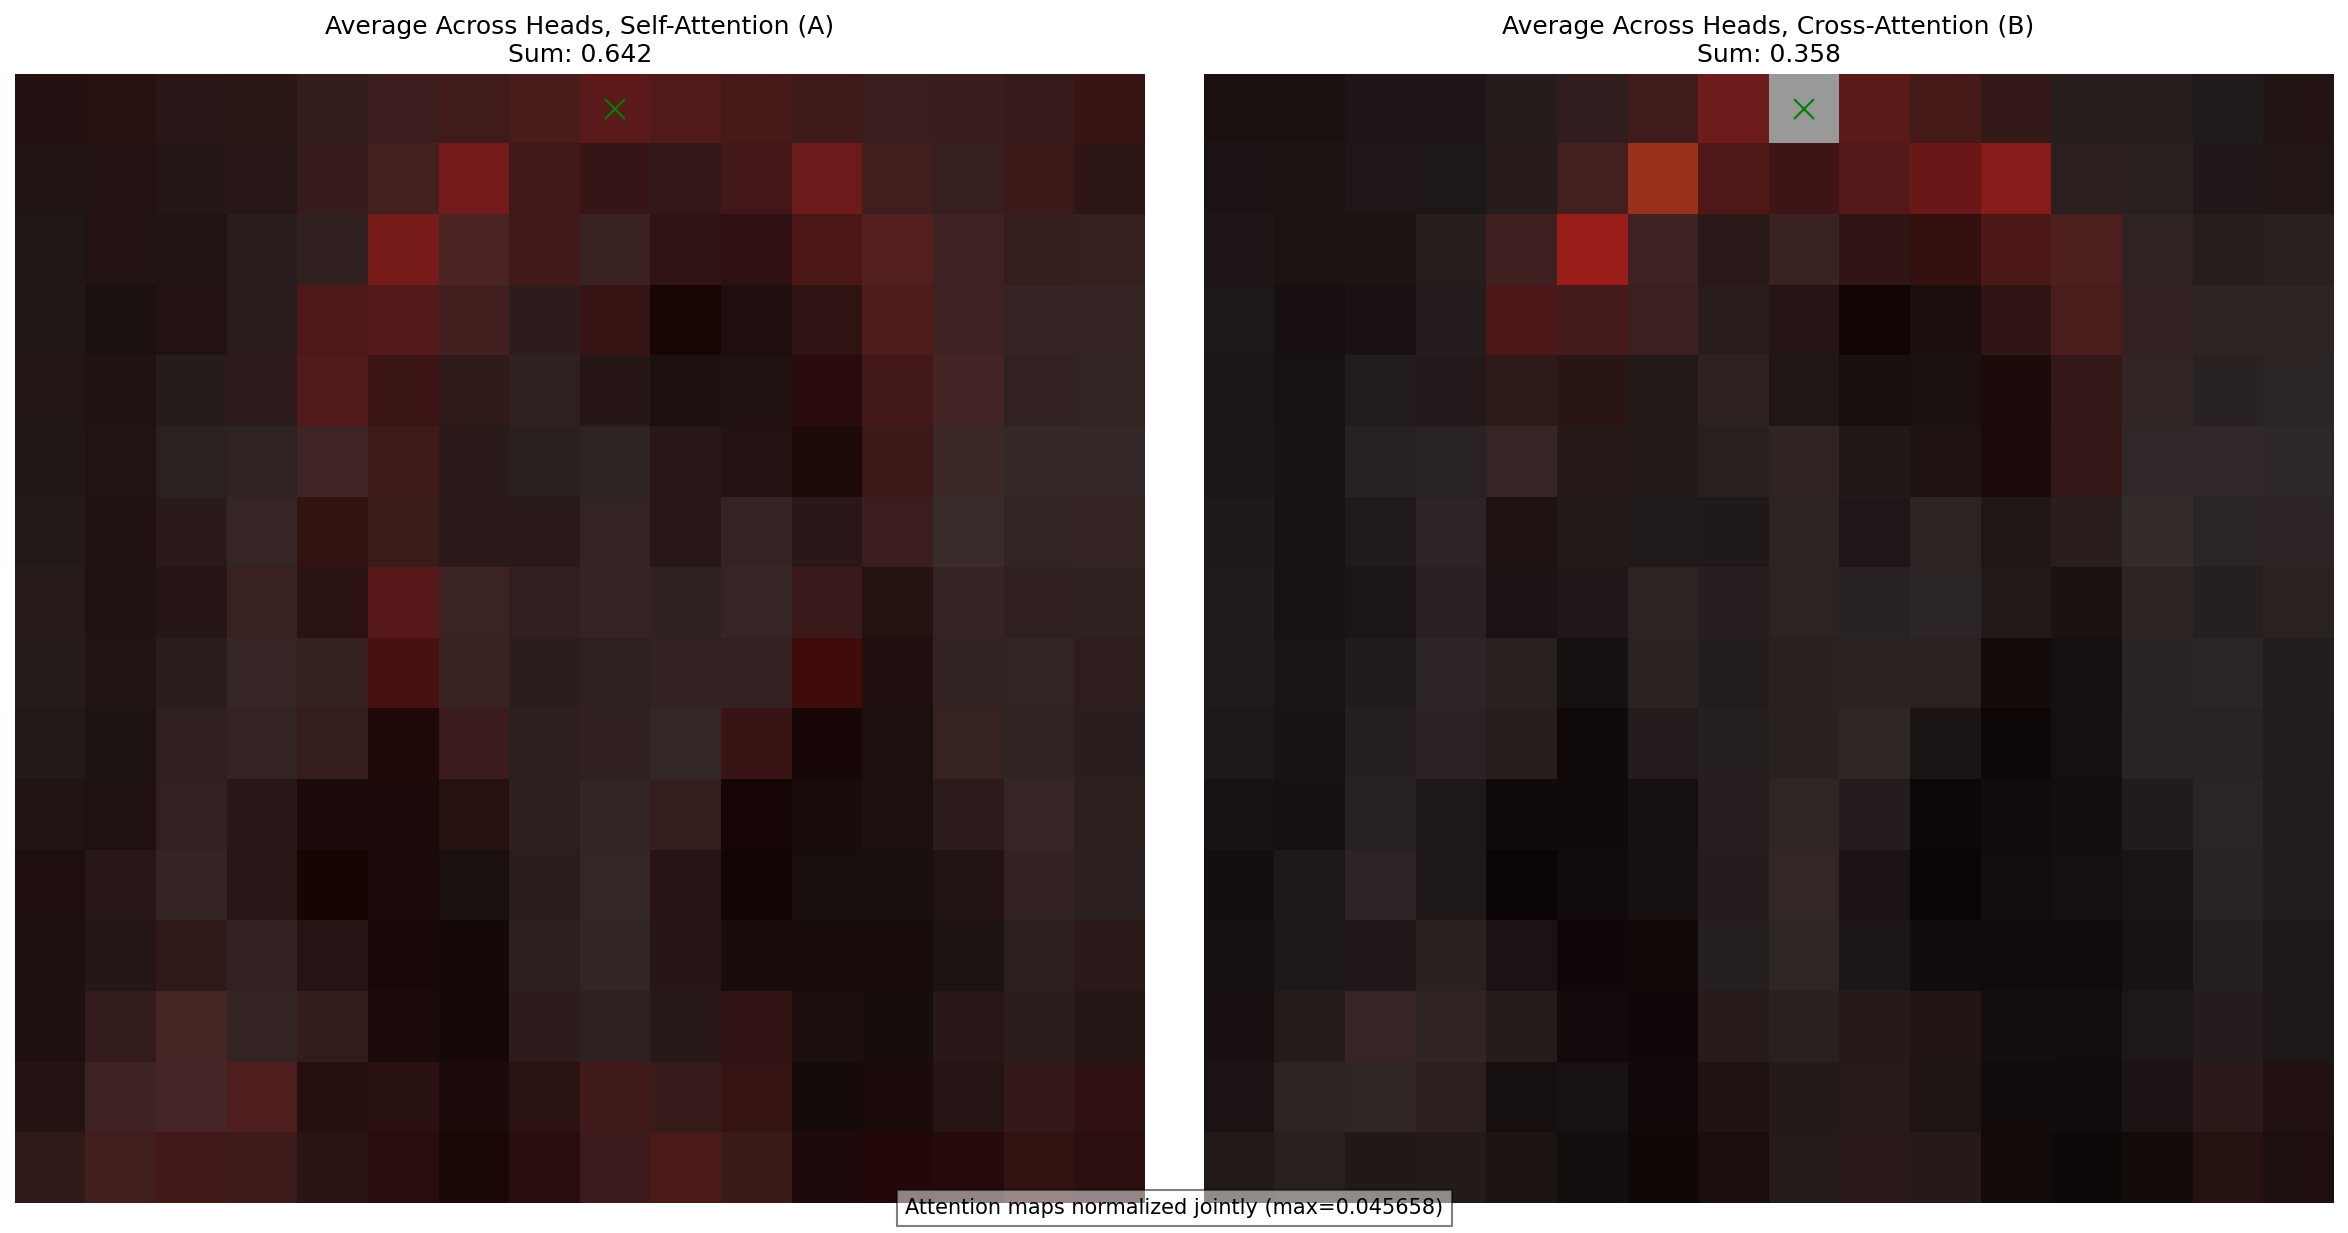 Average Across Heads, Self-Attention (A)
Sum: 0.642
Average Across Heads, Cross-Attention (B)
Sum: 0.358
Attention maps normalized jointly (max=0.045658)